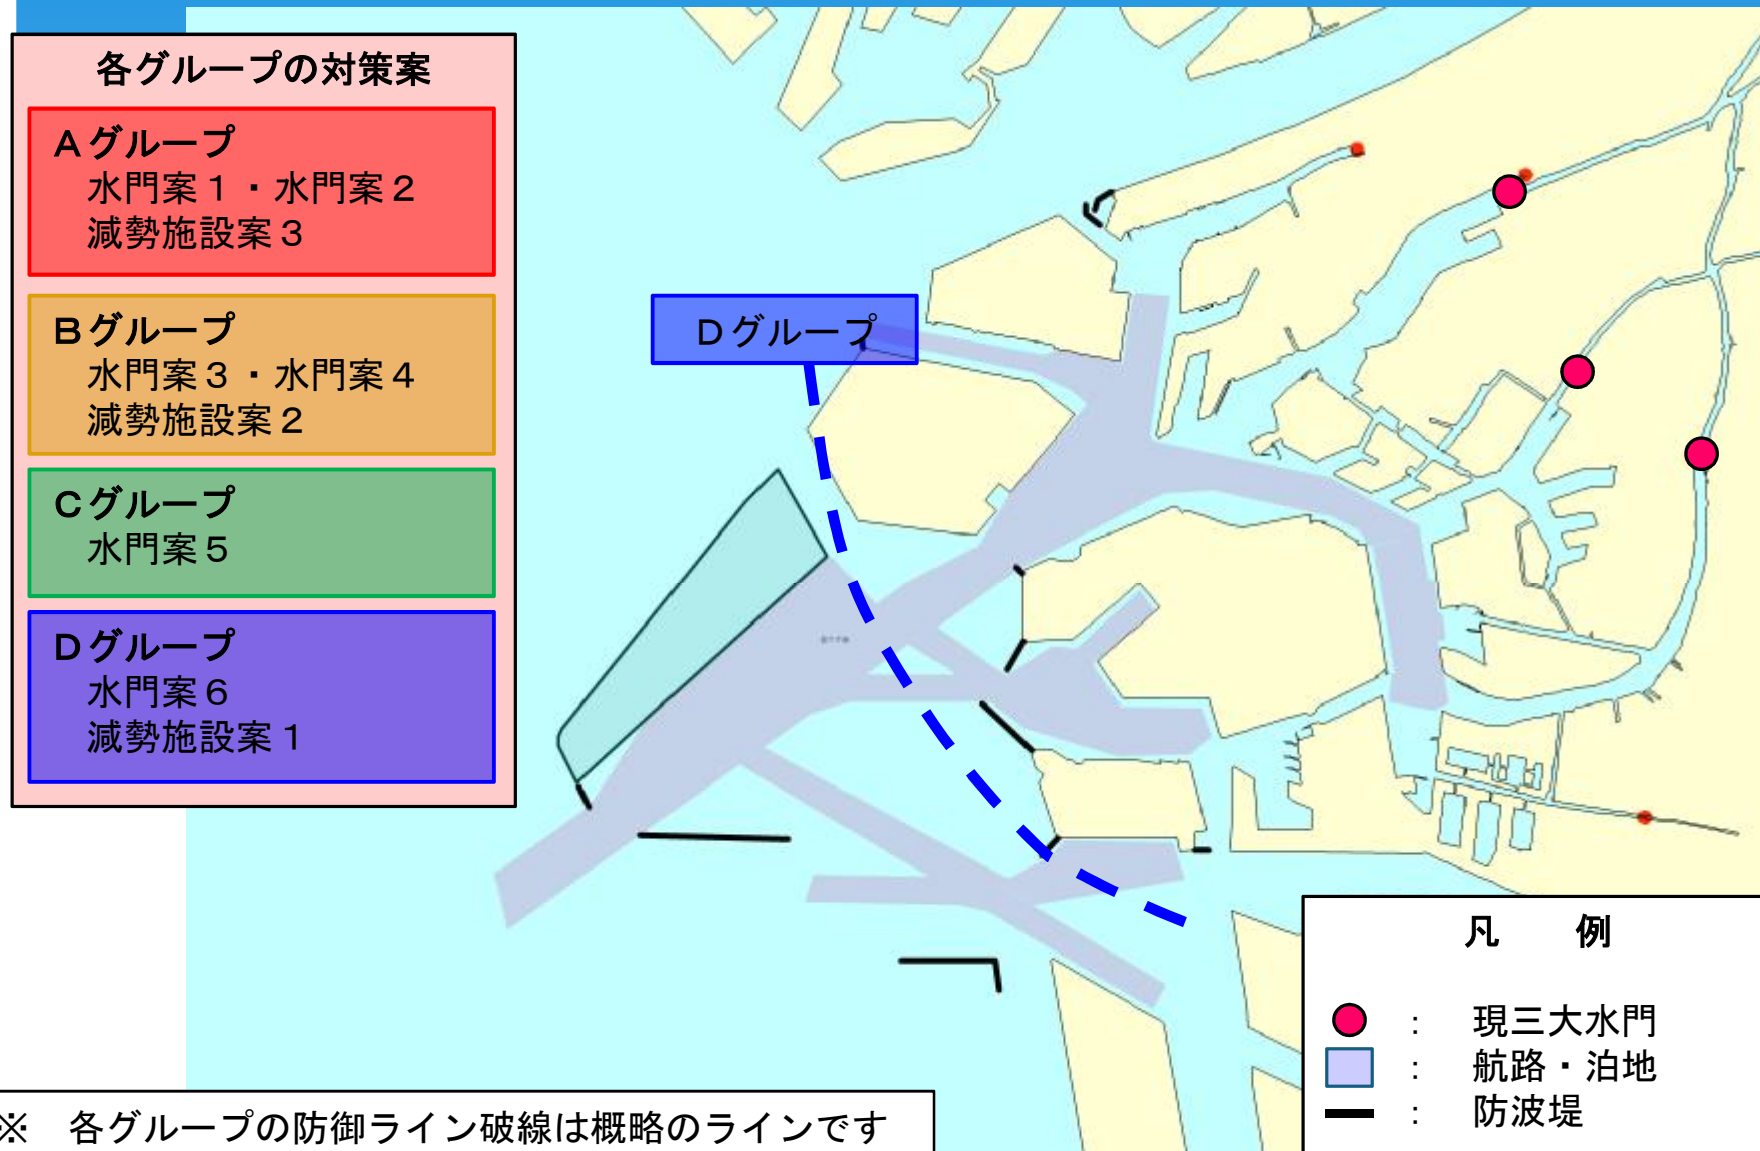 各グループの対策案
Aグループ
水門案1・水門案2
減勢施設案3
Bグループ
水門案3・水門案4
減勢施設案2
Cグループ
水門案5
Dグループ
水門案6
減勢施設案1
Dグループ
凡 例
: 現三大水門
: 航路・泊地
: 防波堤
※ 各グループの防御ライン破線は概略のラインです